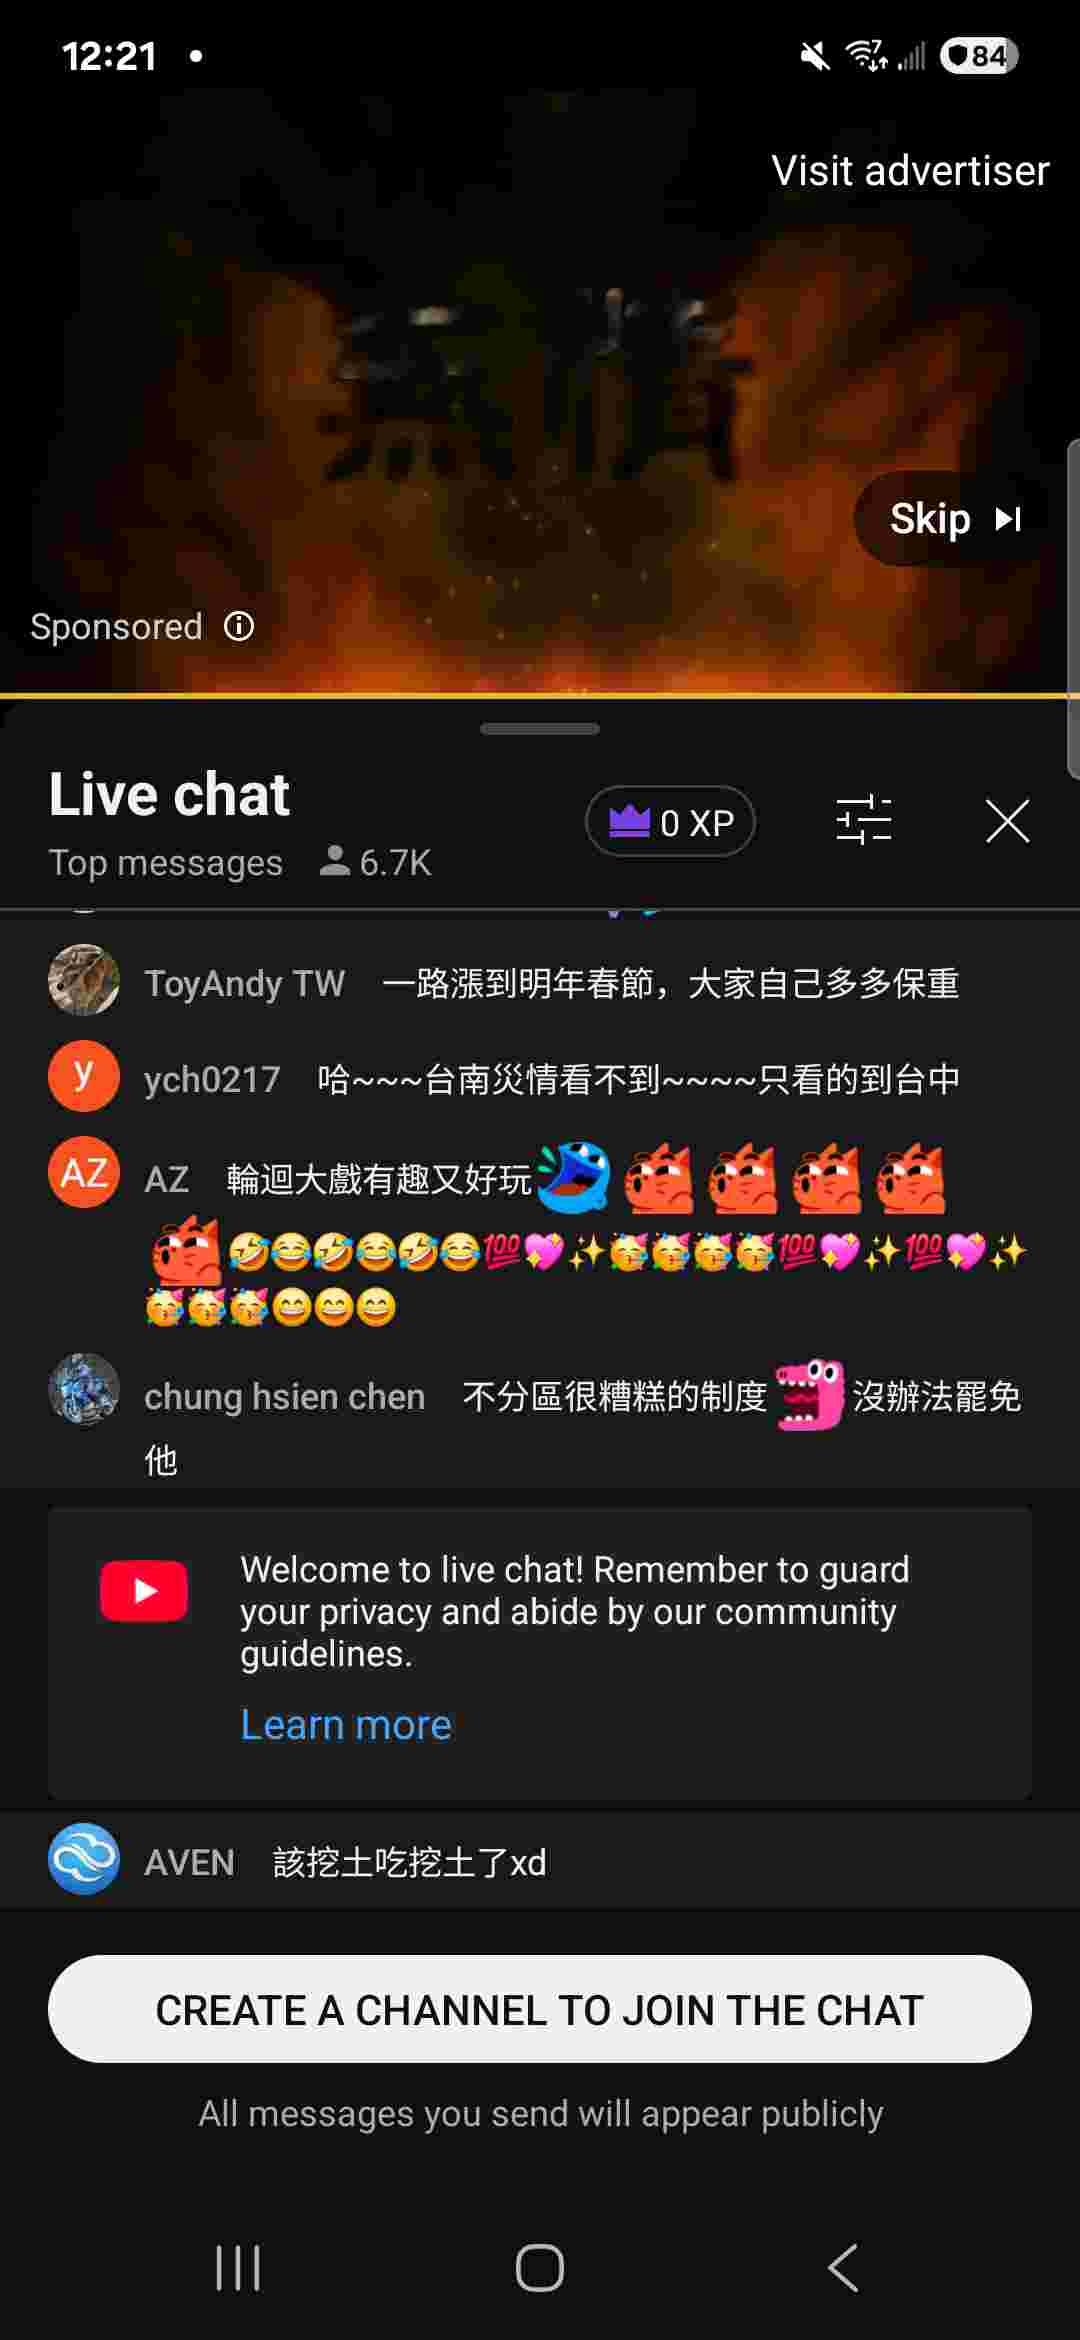 12:21
7
84
Visit advertiser
Skip
Sponsored
Live chat
0 XP
Top messages 6.7K
ToyAndy TW 一路漲到明年春節，大家自己多多保重
y
ych0217 哈~~~台南災情看不到~~~~只看的到台中
AZ
AZ 輪迴大戲有趣又好玩
🤣😂🤣😂🤣😂💯💖✨🥳🥳🥳🥳💯💖✨💯💖✨
🥳🥳🥳😄😄😄
chung hsien chen 不分區很糟糕的制度 沒辦法罷免
他
Welcome to live chat! Remember to guard
your privacy and abide by our community
guidelines.
Learn more
AVEN 該挖土吃挖土了xd
CREATE A CHANNEL TO JOIN THE CHAT
All messages you send will appear publicly